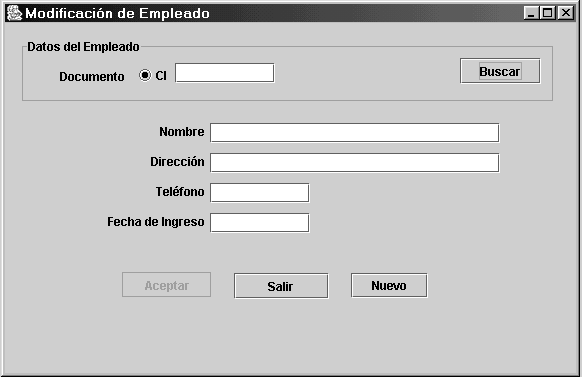 Modificación de Empleado
Datos del Empleado
Documento CI
Buscar
Nombre
Dirección
Teléfono
Fecha de Ingreso
Aceptar Salir Nuevo